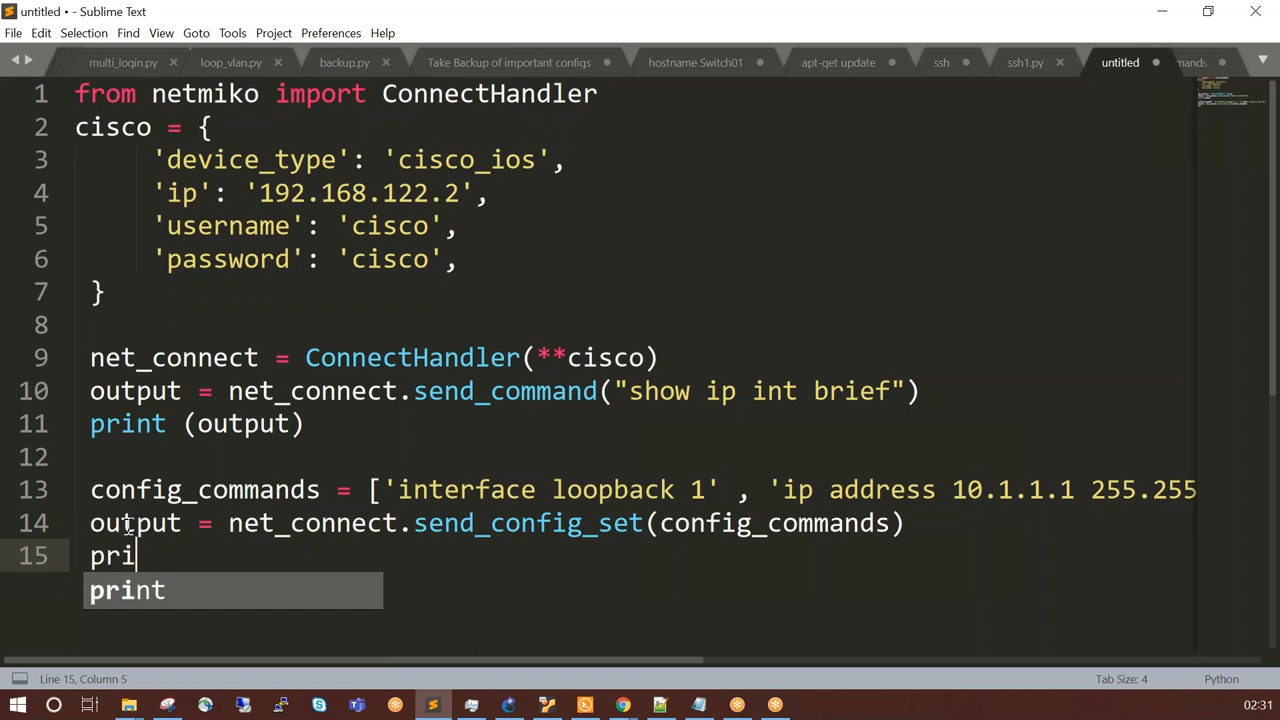 untitled • - Sublime Text
File Edit Selection Find View Goto Tools Project Preferences Help
multi_login.py loop_vlan.py backup.py Take Backup of important configs hostname Switch01 apt-get update ssh ssh1.py untitled mands
1 from netmiko import ConnectHandler
2 cisco = {
3 'device_type': 'cisco_ios',
4 'ip': '192.168.122.2',
5 'username': 'cisco',
6 'password': 'cisco',
7 }
8
9 net_connect = ConnectHandler(**cisco)
10 output = net_connect.send_command("show ip int brief")
11 print (output)
12
13 config_commands = ['interface loopback 1' , 'ip address 10.1.1.1 255.255
14 output = net_connect.send_config_set(config_commands)
15 pri
print
Line 15, Column 5 Tab Size: 4 Python
02:31